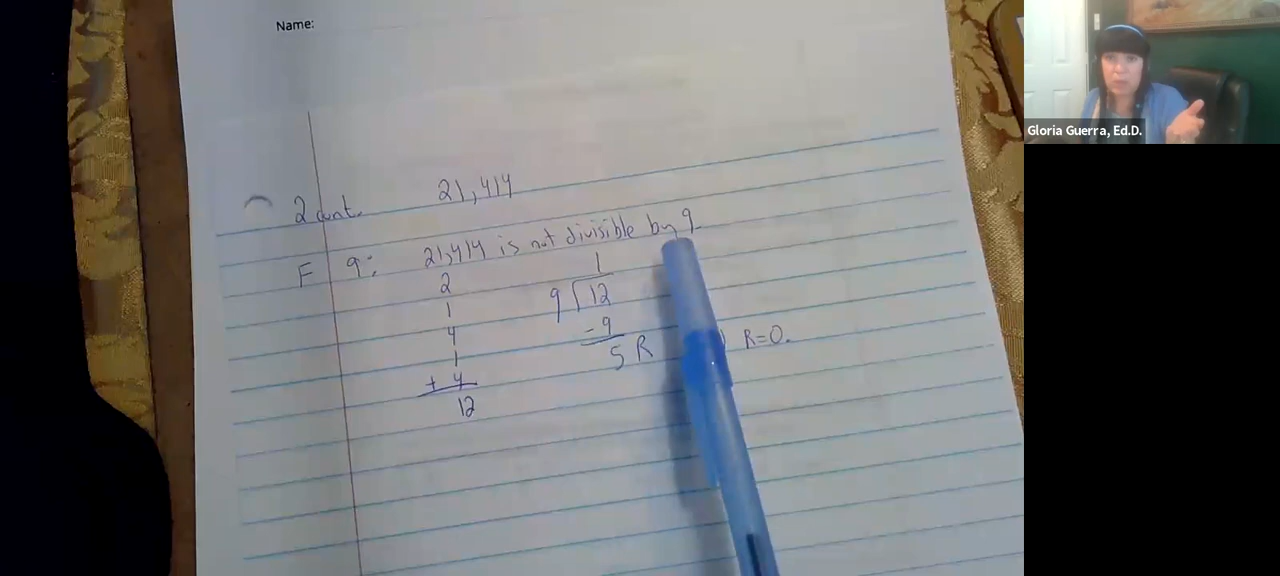 Name:
Gloria Guerra, Ed.D.
2 cont. 21,414
F 9: 21,414 is not divisible by 9
2
1
4
1
+ 4
12
1
9 12
- 9
5 R
R=0.